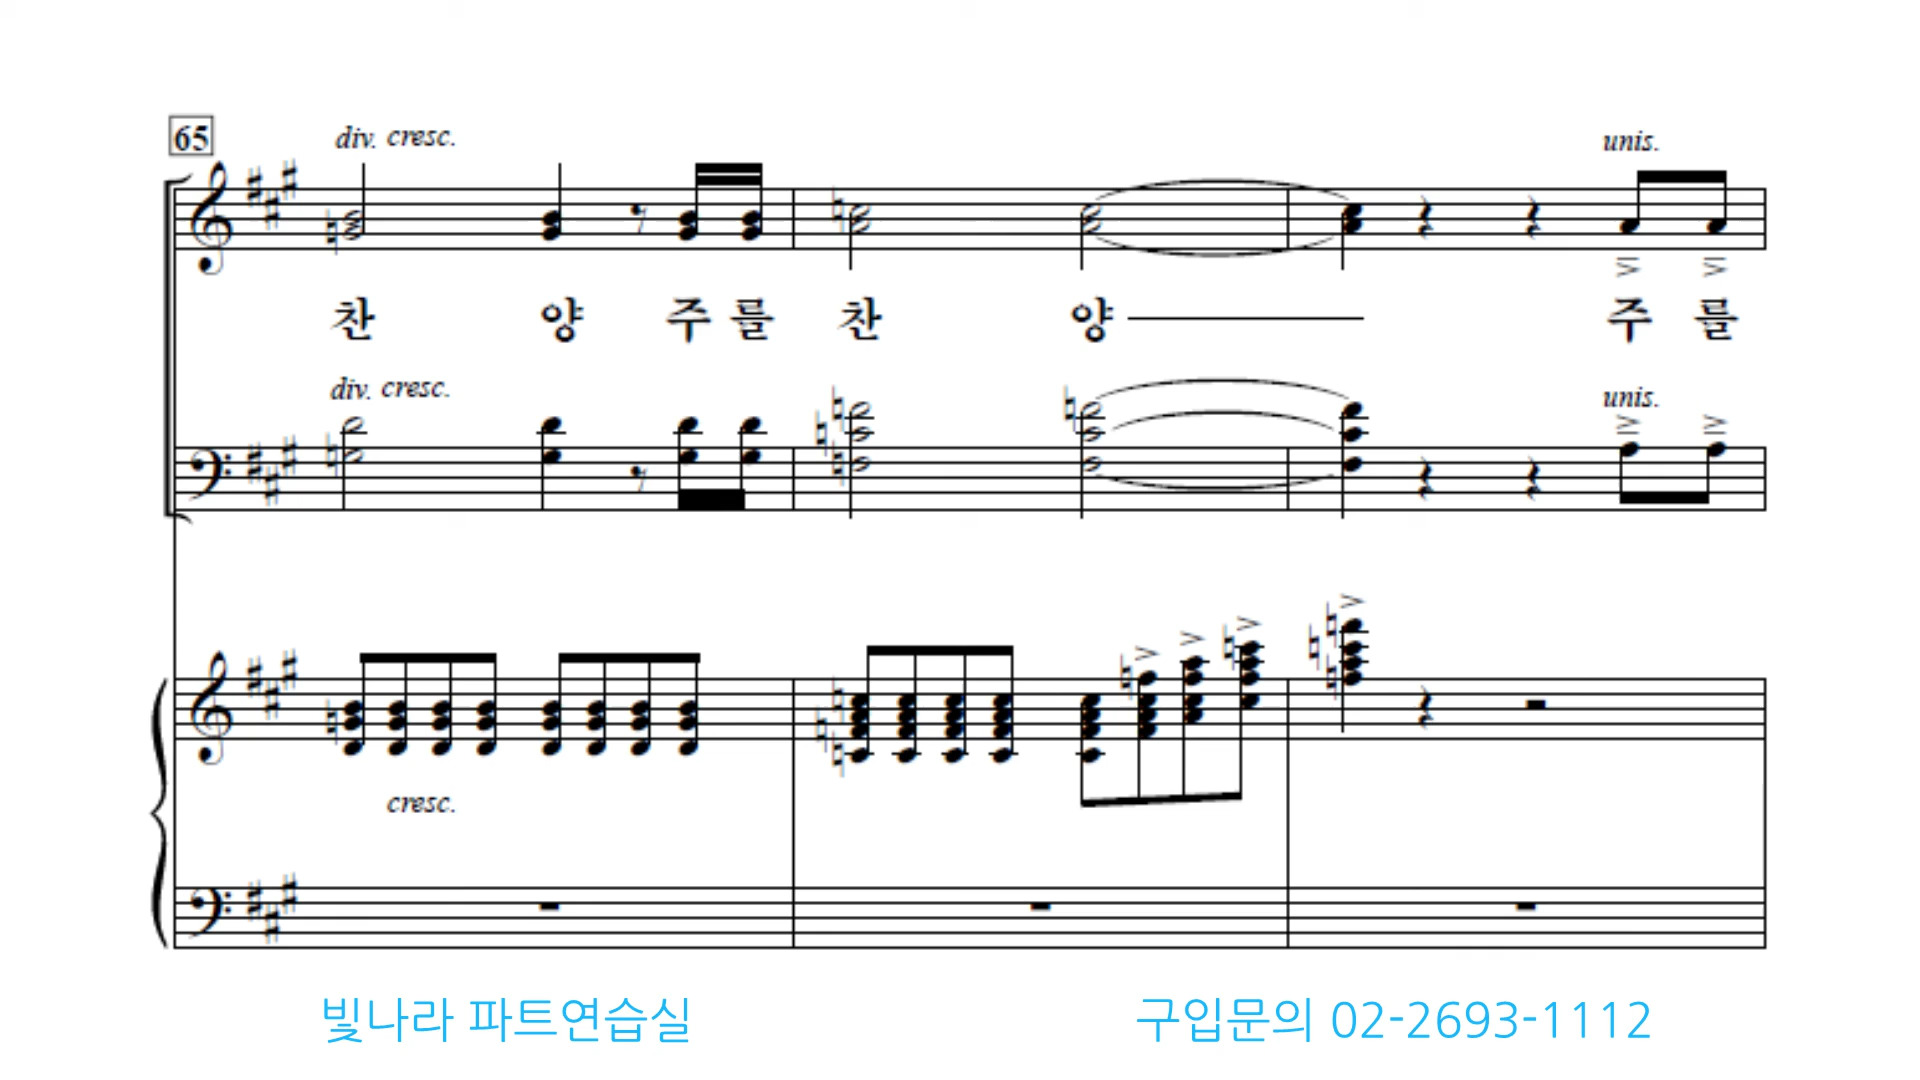 65
div. cresc.
unis.
찬 양 주 를 찬 양 주 를
div. cresc.
unis.
cresc.
빛나라 파트연습실
구입문의 02-2693-1112